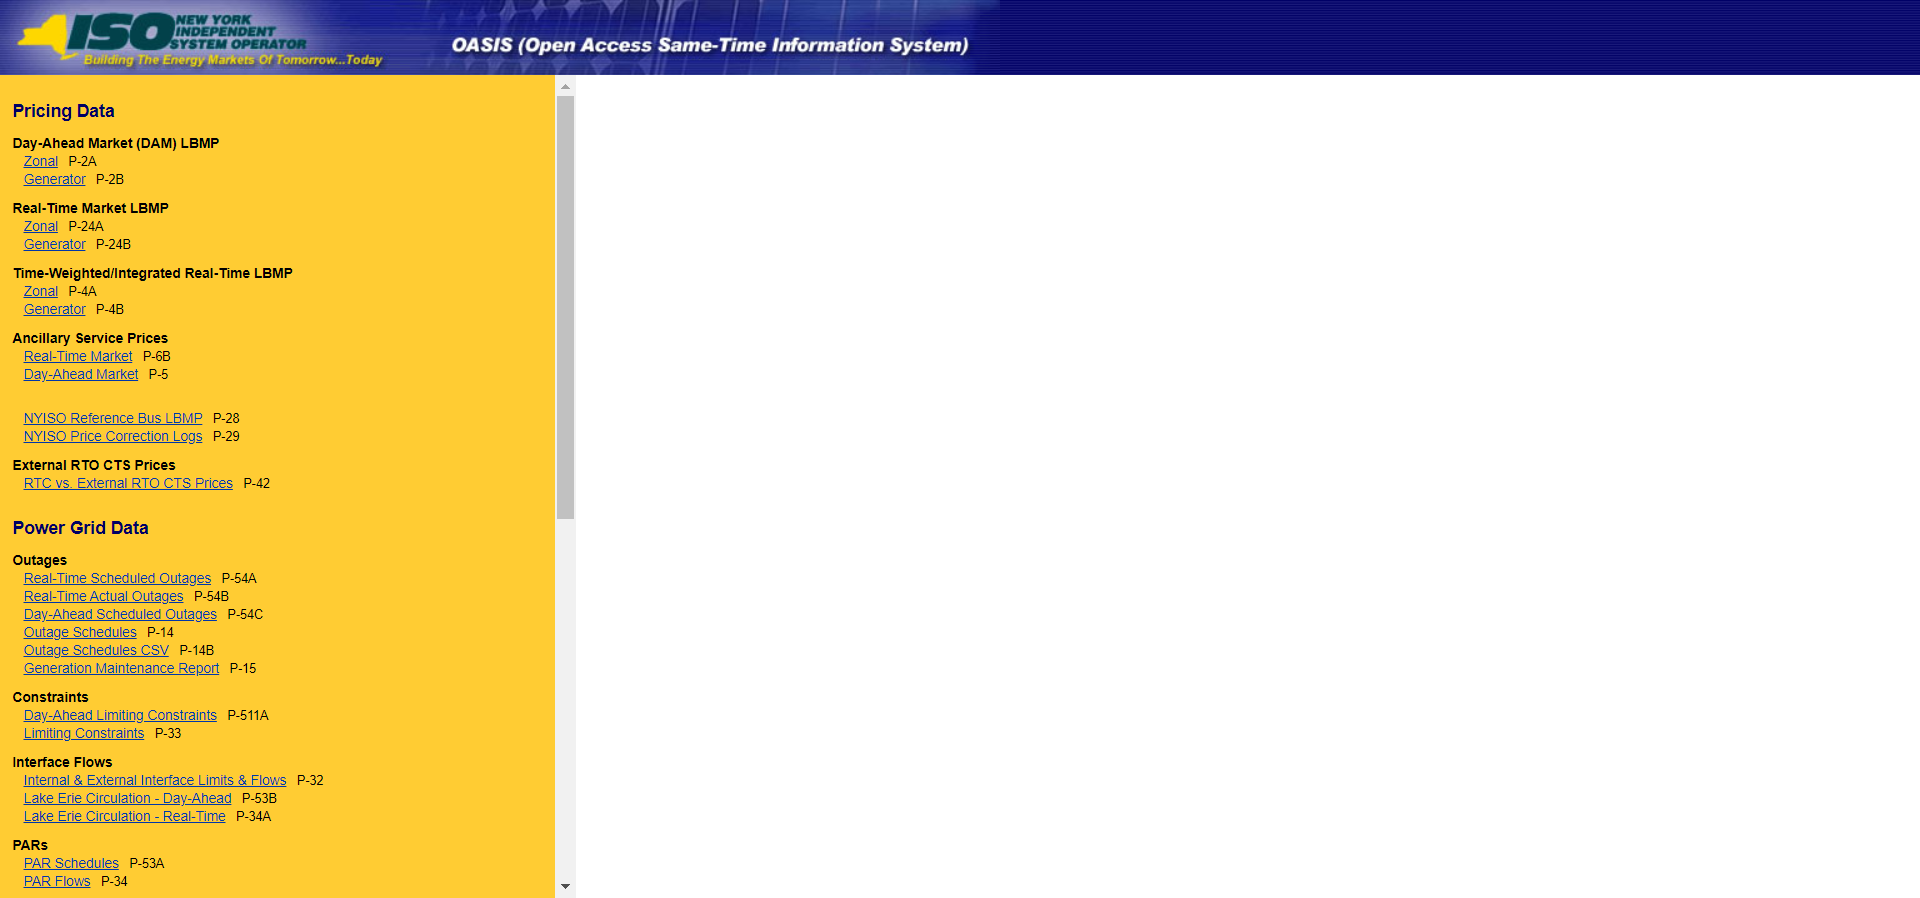 ISO NEW YORK
INDEPENDENT
SYSTEM OPERATOR
Building The Energy Markets Of Tomorrow...Today
OASIS (Open Access Same-Time Information System)
Pricing Data
Day-Ahead Market (DAM) LBMP
Zonal P-2A
Generator P-2B
Real-Time Market LBMP
Zonal P-24A
Generator P-24B
Time-Weighted/Integrated Real-Time LBMP
Zonal P-4A
Generator P-4B
Ancillary Service Prices
Real-Time Market P-6B
Day-Ahead Market P-5
NYISO Reference Bus LBMP P-28
NYISO Price Correction Logs P-29
External RTO CTS Prices
RTC vs. External RTO CTS Prices P-42
Power Grid Data
Outages
Real-Time Scheduled Outages P-54A
Real-Time Actual Outages P-54B
Day-Ahead Scheduled Outages P-54C
Outage Schedules P-14
Outage Schedules CSV P-14B
Generation Maintenance Report P-15
Constraints
Day-Ahead Limiting Constraints P-511A
Limiting Constraints P-33
Interface Flows
Internal & External Interface Limits & Flows P-32
Lake Erie Circulation - Day-Ahead P-53B
Lake Erie Circulation - Real-Time P-34A
PARs
PAR Schedules P-53A
PAR Flows P-34